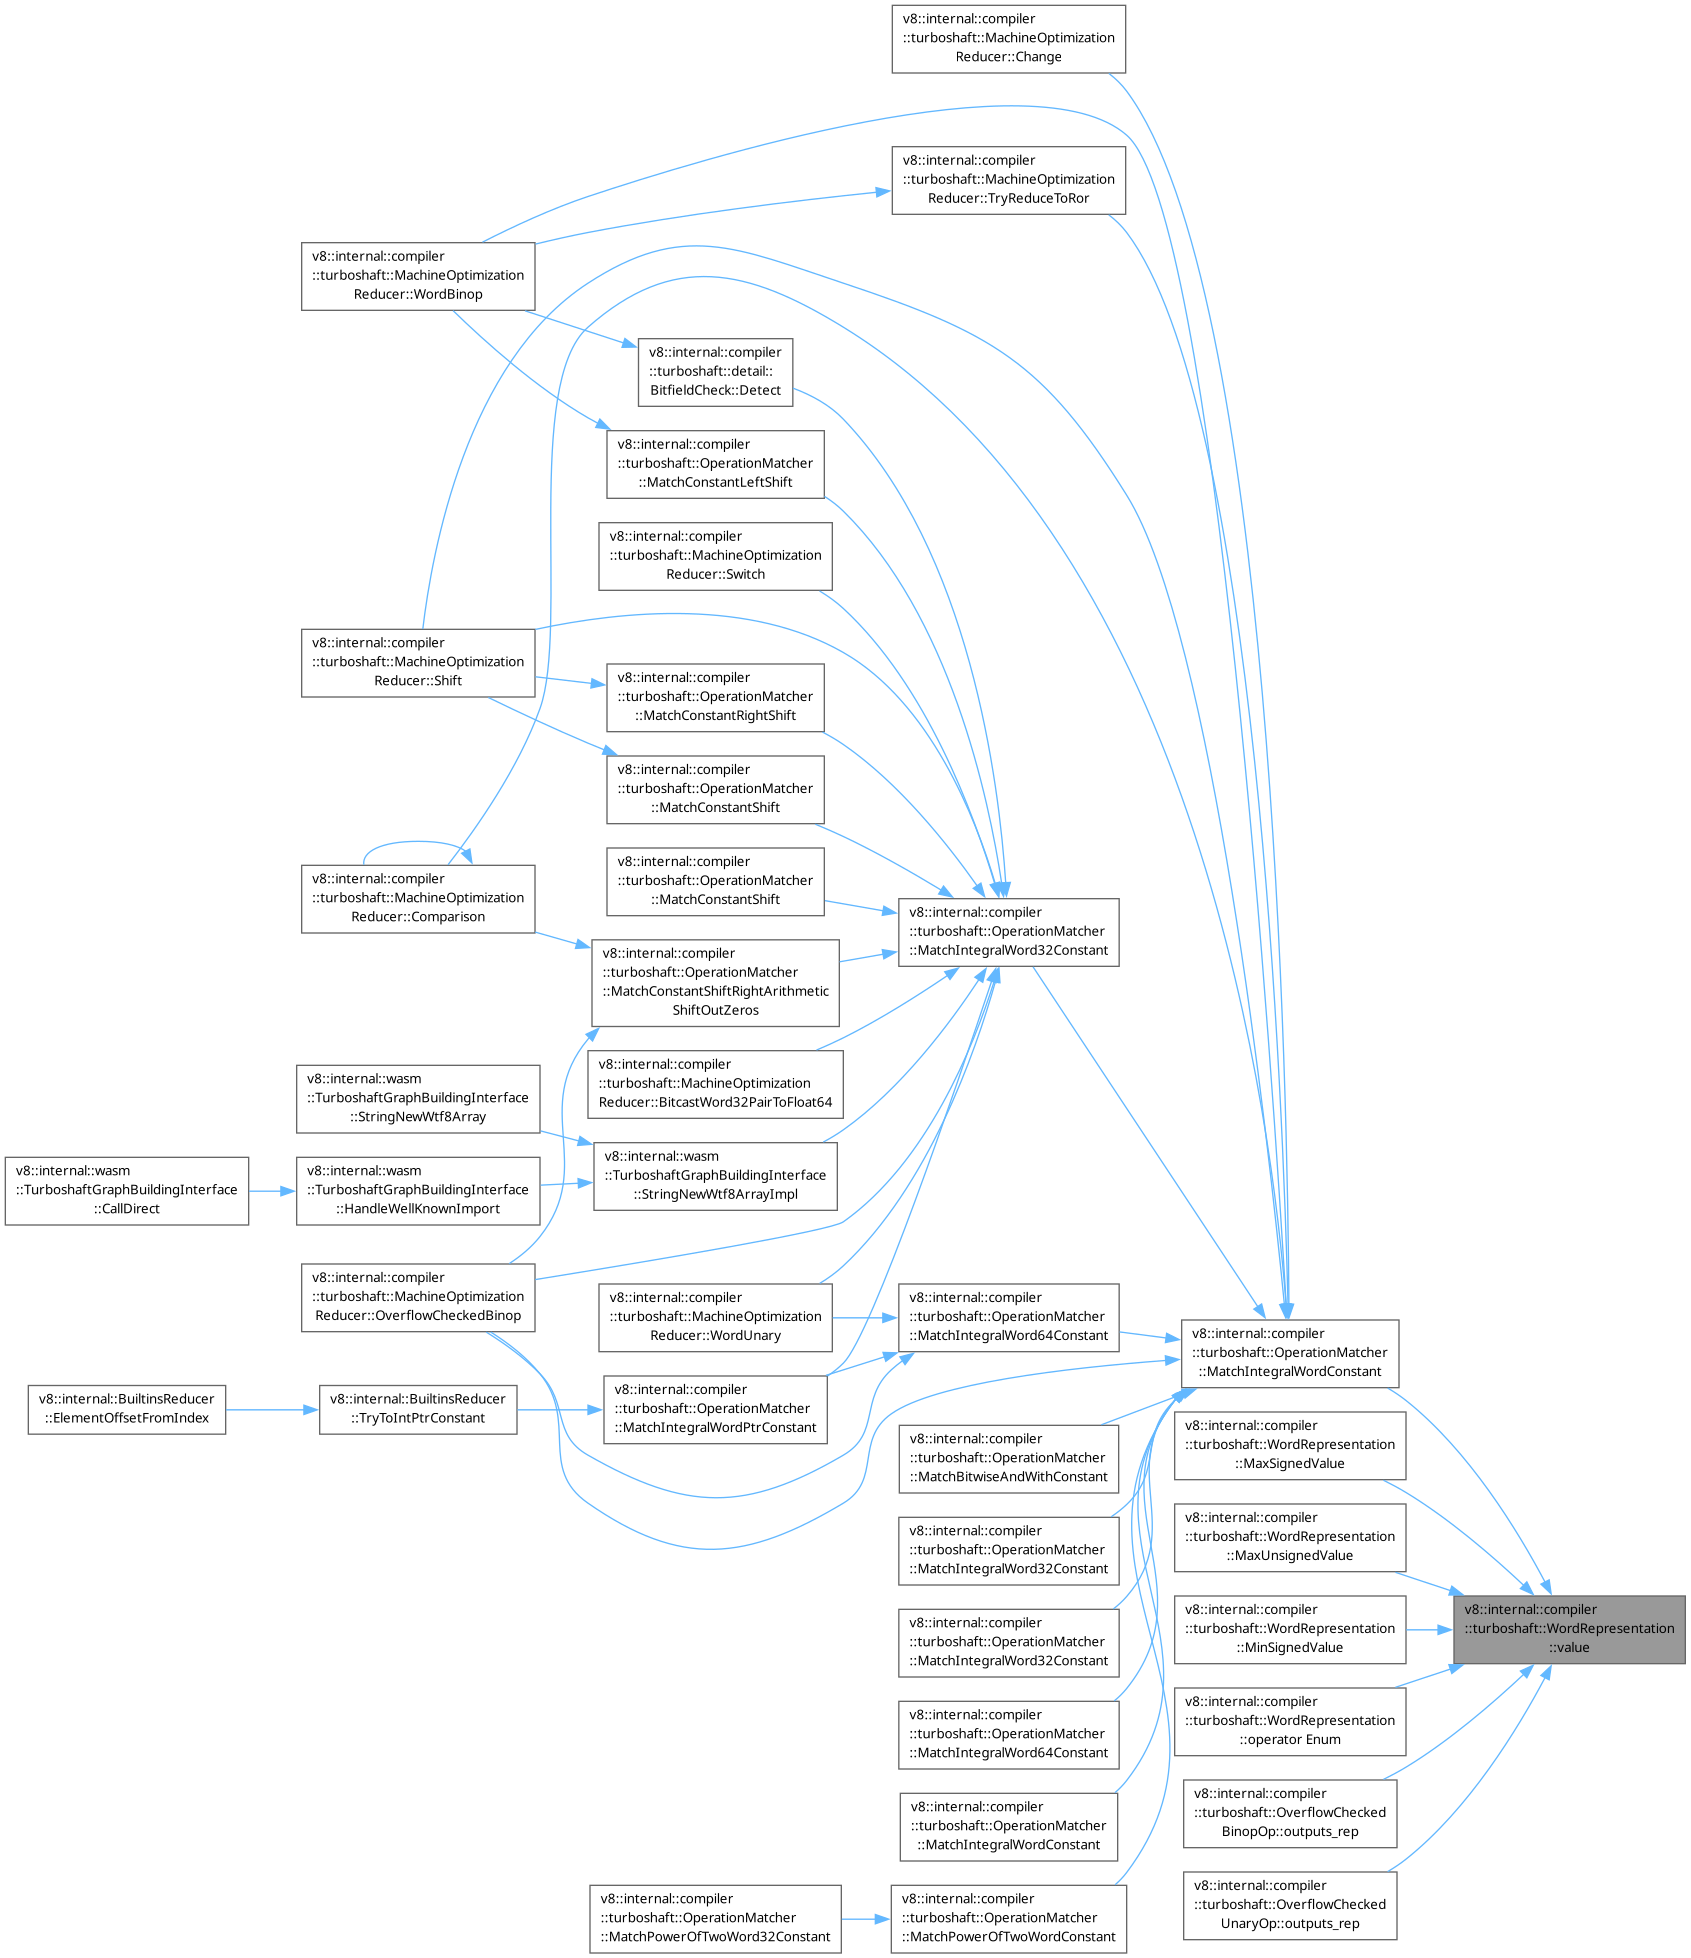 v8::internal::compiler
::turboshaft::MachineOptimization
Reducer::Change
v8::internal::compiler
::turboshaft::MachineOptimization
Reducer::TryReduceToRor
v8::internal::compiler
::turboshaft::MachineOptimization
Reducer::WordBinop
v8::internal::compiler
::turboshaft::detail::
BitfieldCheck::Detect
v8::internal::compiler
::turboshaft::OperationMatcher
::MatchConstantLeftShift
v8::internal::compiler
::turboshaft::MachineOptimization
Reducer::Switch
v8::internal::compiler
::turboshaft::MachineOptimization
Reducer::Shift
v8::internal::compiler
::turboshaft::OperationMatcher
::MatchConstantRightShift
v8::internal::compiler
::turboshaft::OperationMatcher
::MatchConstantShift
v8::internal::compiler
::turboshaft::OperationMatcher
::MatchConstantShift
v8::internal::compiler
::turboshaft::MachineOptimization
Reducer::Comparison
v8::internal::compiler
::turboshaft::OperationMatcher
::MatchIntegralWord32Constant
v8::internal::compiler
::turboshaft::OperationMatcher
::MatchConstantShiftRightArithmetic
ShiftOutZeros
v8::internal::compiler
::turboshaft::MachineOptimization
Reducer::BitcastWord32PairToFloat64
v8::internal::wasm
::TurboshaftGraphBuildingInterface
::StringNewWtf8Array
v8::internal::wasm
::TurboshaftGraphBuildingInterface
::StringNewWtf8ArrayImpl
v8::internal::wasm
::TurboshaftGraphBuildingInterface
::CallDirect
v8::internal::wasm
::TurboshaftGraphBuildingInterface
::HandleWellKnownImport
v8::internal::compiler
::turboshaft::MachineOptimization
Reducer::OverflowCheckedBinop
v8::internal::compiler
::turboshaft::MachineOptimization
Reducer::WordUnary
v8::internal::compiler
::turboshaft::OperationMatcher
::MatchIntegralWord64Constant
v8::internal::compiler
::turboshaft::OperationMatcher
::MatchIntegralWordConstant
v8::internal::BuiltinsReducer
::ElementOffsetFromIndex
v8::internal::BuiltinsReducer
::TryToIntPtrConstant
v8::internal::compiler
::turboshaft::OperationMatcher
::MatchIntegralWordPtrConstant
v8::internal::compiler
::turboshaft::OperationMatcher
::MatchBitwiseAndWithConstant
v8::internal::compiler
::turboshaft::WordRepresentation
::MaxSignedValue
v8::internal::compiler
::turboshaft::OperationMatcher
::MatchIntegralWord32Constant
v8::internal::compiler
::turboshaft::WordRepresentation
::MaxUnsignedValue
v8::internal::compiler
::turboshaft::OperationMatcher
::MatchIntegralWord32Constant
v8::internal::compiler
::turboshaft::WordRepresentation
::MinSignedValue
v8::internal::compiler
::turboshaft::WordRepresentation
::value
v8::internal::compiler
::turboshaft::OperationMatcher
::MatchIntegralWord64Constant
v8::internal::compiler
::turboshaft::WordRepresentation
::operator Enum
v8::internal::compiler
::turboshaft::OperationMatcher
::MatchIntegralWordConstant
v8::internal::compiler
::turboshaft::OverflowChecked
BinopOp::outputs_rep
v8::internal::compiler
::turboshaft::OperationMatcher
::MatchPowerOfTwoWord32Constant
v8::internal::compiler
::turboshaft::OperationMatcher
::MatchPowerOfTwoWordConstant
v8::internal::compiler
::turboshaft::OverflowChecked
UnaryOp::outputs_rep